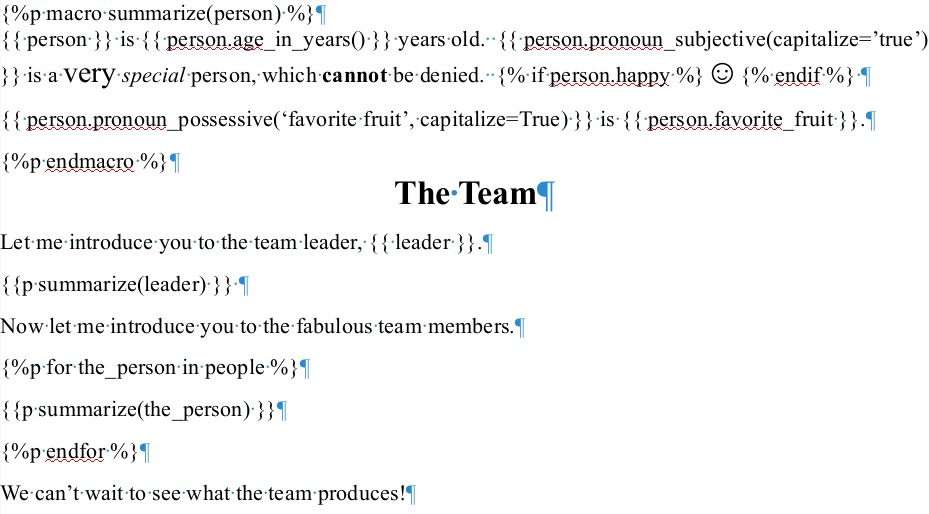 {%p macro summarize(person) %}¶
{{ person }} is {{ person.age_in_years() }} years old.  {{ person.pronoun_subjective(capitalize=’true’)
}} is a very special person, which cannot be denied.  {% if person.happy %} ☺ {% endif %} ¶
{{ person.pronoun_possessive(‘favorite fruit’, capitalize=True) }} is {{ person.favorite_fruit }}.¶
{%p endmacro %}¶
The Team¶
Let me introduce you to the team leader, {{ leader }}.¶
{{p summarize(leader) }} ¶
Now let me introduce you to the fabulous team members.¶
{%p for the_person in people %}¶
{{p summarize(the_person) }}¶
{%p endfor %}¶
We can’t wait to see what the team produces!¶